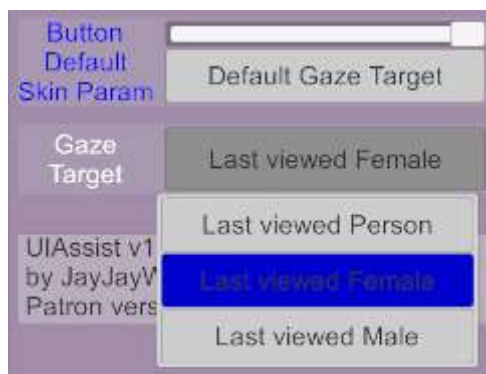 Button
Default
Skin Param
Default Gaze Target
Gaze
Target
Last viewed Female
Last viewed Person
Last viewed Female
Last viewed Male
UIAssist v1
by JayJayW
Patron vers